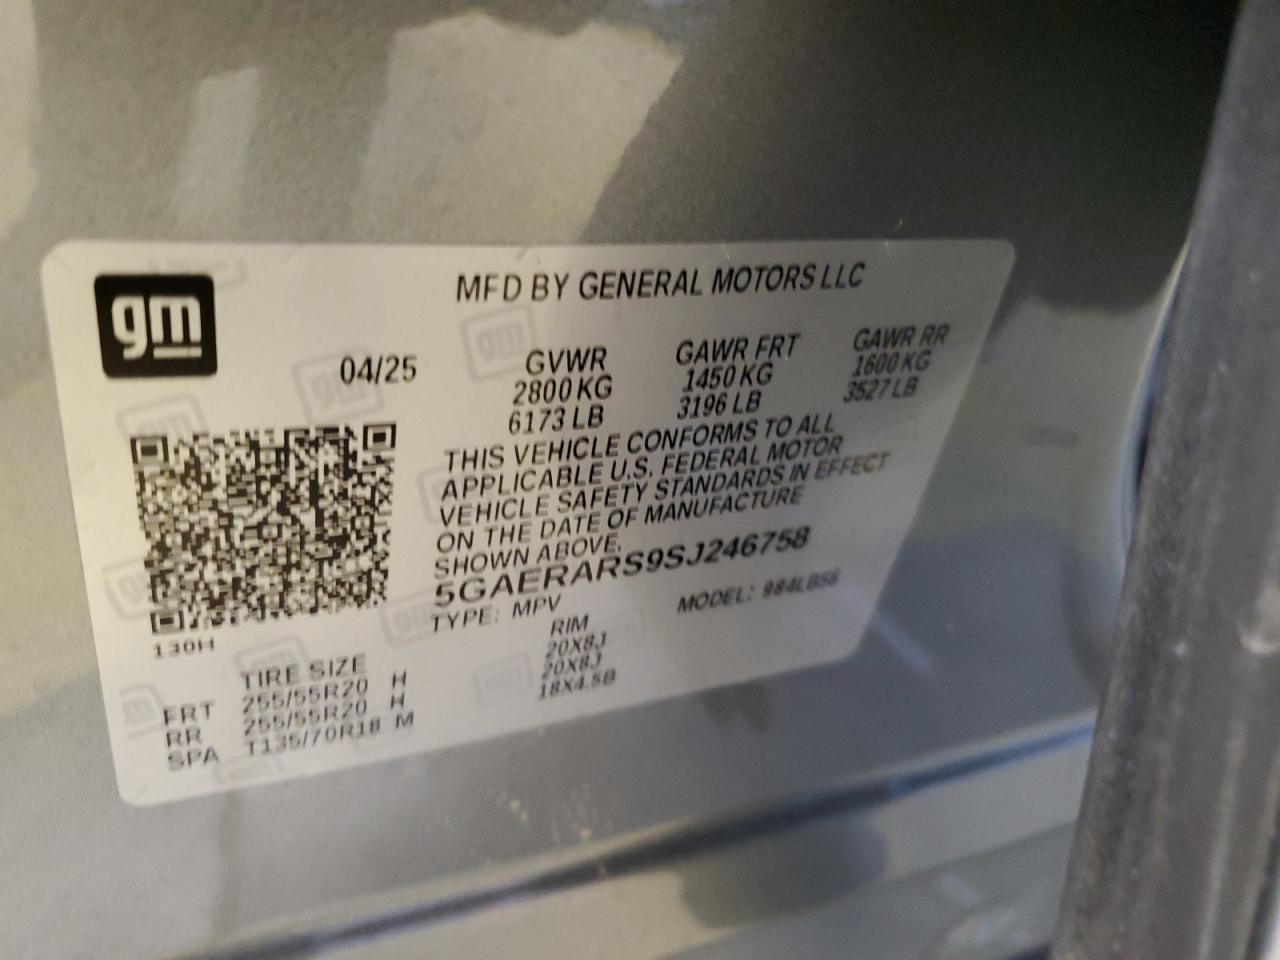 gm
MFD BY GENERAL MOTORS LLC
04/25 GVWR GAWR FRT GAWR RR
2800 KG 1450 KG 1600 KG
6173 LB 3196 LB 3527 LB
THIS VEHICLE CONFORMS TO ALL
APPLICABLE U.S. FEDERAL MOTOR
VEHICLE SAFETY STANDARDS IN EFFECT
ON THE DATE OF MANUFACTURE
SHOWN ABOVE.
5GAERARS9SJ246758
TYPE: MPV MODEL:
130H
TIRE SIZE RIM
FRT 255/55R20 H 20X8J
RR 255/55R20 H 20X8J
SPA T135/70R18 M 18X4.5B